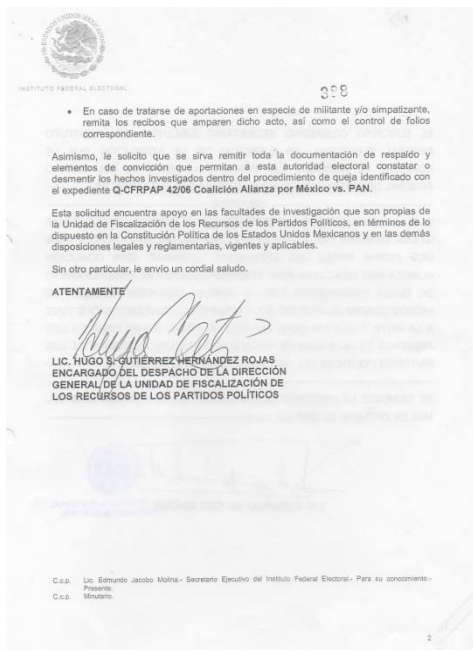 ESTADOS UNIDOS MEXICANOS
INSTITUTO FEDERAL ELECTORAL
398
• En caso de tratarse de aportaciones en especie de militante y/o simpatizante,
remita los recibos que amparen dicho acto, así como el control de folios
correspondiente.
Asimismo, le solicito que se sirva remitir toda la documentación de respaldo y
elementos de convicción que permitan a esta autoridad electoral constatar o
desmentir los hechos investigados dentro del procedimiento de queja identificado con
el expediente Q-CFRPAP 42/06 Coalición Alianza por México vs. PAN.
Esta solicitud encuentra apoyo en las facultades de investigación que son propias de
la Unidad de Fiscalización de los Recursos de los Partidos Políticos, en términos de lo
dispuesto en la Constitución Política de los Estados Unidos Mexicanos y en las demás
disposiciones legales y reglamentarias, vigentes y aplicables.
Sin otro particular, le envío un cordial saludo.
ATENTAMENTE
LIC. HUGO S. GUTIÉRREZ HERNÁNDEZ ROJAS
ENCARGADO DEL DESPACHO DE LA DIRECCIÓN
GENERAL DE LA UNIDAD DE FISCALIZACIÓN DE
LOS RECURSOS DE LOS PARTIDOS POLÍTICOS
C.c.p. Lic. Edmundo Jacobo Molina.- Secretario Ejecutivo del Instituto Federal Electoral.- Para su conocimiento.-
Presente.
C.c.p. Minutario.
2